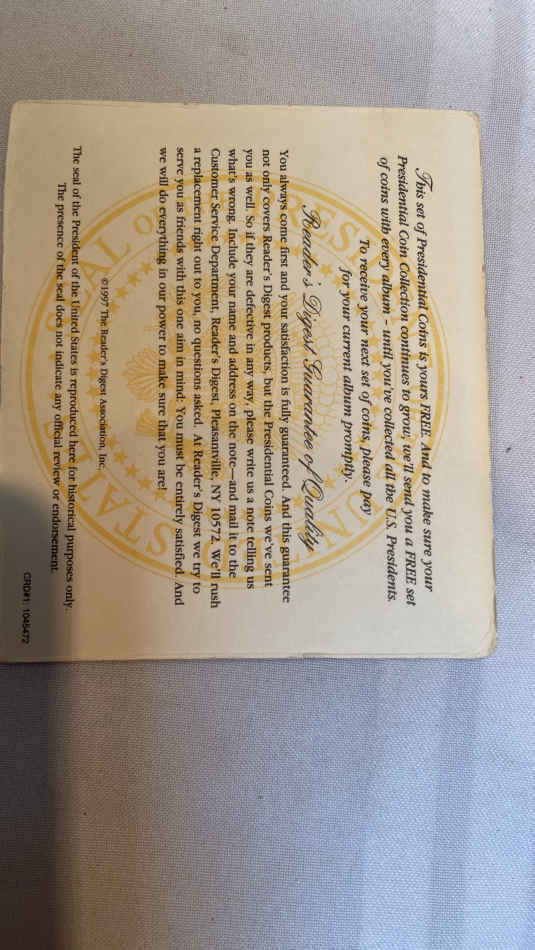 This set of Presidential Coins is yours FREE. And to make sure your
Presidential Coin Collection continues to grow, we'll send you a FREE set
of coins with every album - until you've collected all the U.S. Presidents.
To receive your next set of coins, please pay
for your current album promptly.
Reader's Digest Guarantee of Quality
You always come first and your satisfaction is fully guaranteed. And this guarantee
not only covers Reader's Digest products, but the Presidential Coins we've sent
you as well. So if they are defective in any way, please write us a note telling us
what's wrong. Include your name and address on the note—and mail it to the
Customer Service Department, Reader's Digest, Pleasantville, NY 10572. We'll rush
a replacement right out to you, no questions asked. At Reader's Digest we try to
serve you as friends with this one aim in mind: You must be entirely satisfied. And
we will do everything in our power to make sure that you are!
©1997 The Reader's Digest Association, Inc.
The seal of the President of the United States is reproduced here for historical purposes only.
The presence of the seal does not indicate any official review or endorsement.
CRD#1: 1045472